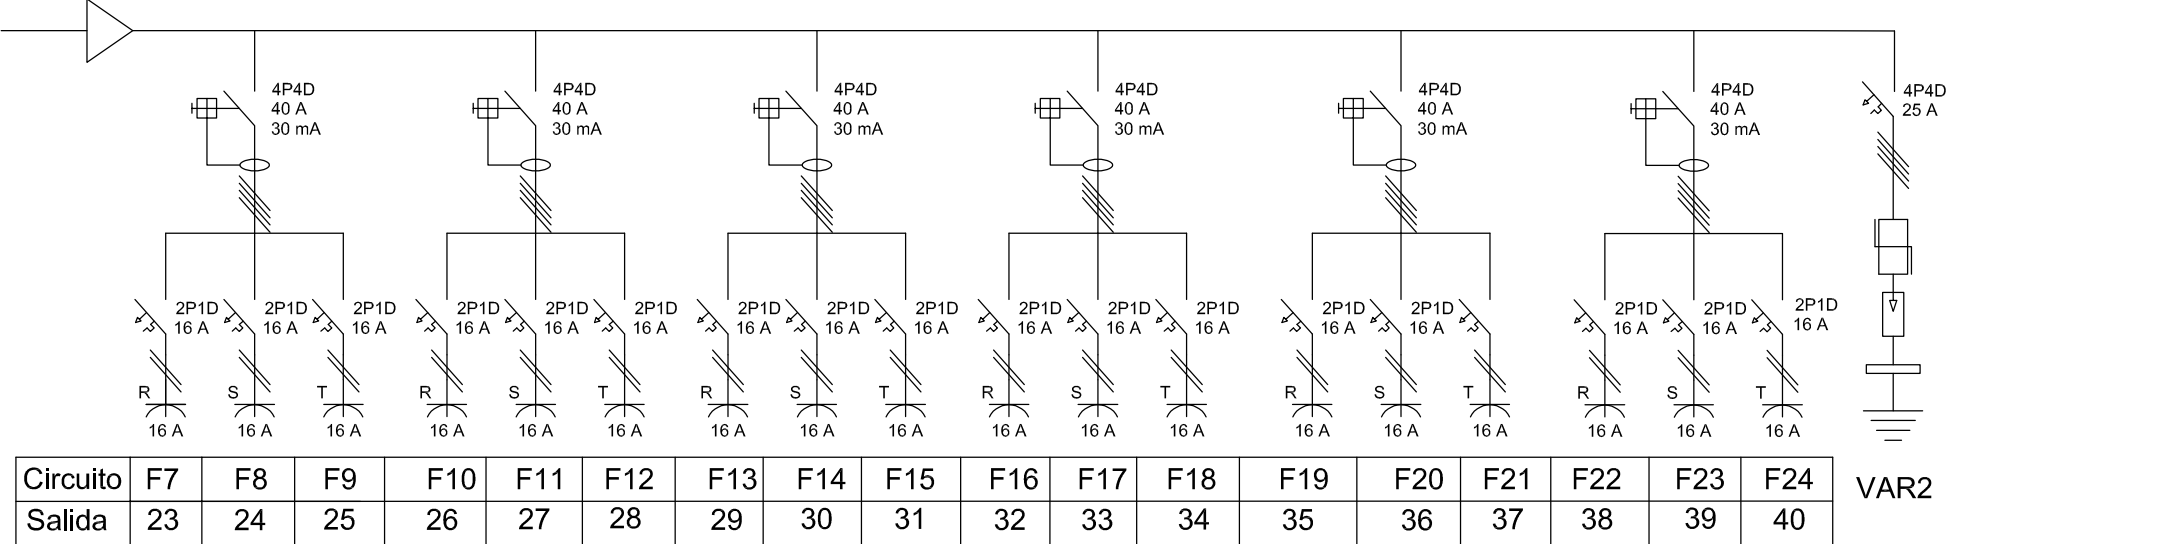 4P4D 4P4D 4P4D 4P4D 4P4D 4P4D 4P4D
40 A 40 A 40 A 40 A 40 A 40 A 25 A
30 mA 30 mA 30 mA 30 mA 30 mA 30 mA
2P1D 2P1D 2P1D 2P1D 2P1D 2P1D 2P1D 2P1D 2P1D 2P1D 2P1D 2P1D 2P1D 2P1D 2P1D 2P1D 2P1D
16 A 16 A 16 A 16 A 16 A 16 A 16 A 16 A 16 A 16 A 16 A 16 A 16 A 16 A 16 A 16 A 16 A
R S T R S T R S T R S T R S T R S T
16 A 16 A 16 A 16 A 16 A 16 A 16 A 16 A 16 A 16 A 16 A 16 A 16 A 16 A 16 A 16 A 16 A 16 A
Circuito F7 F8 F9 F10 F11 F12 F13 F14 F15 F16 F17 F18 F19 F20 F21 F22 F23 F24 VAR2
Salida 23 24 25 26 27 28 29 30 31 32 33 34 35 36 37 38 39 40